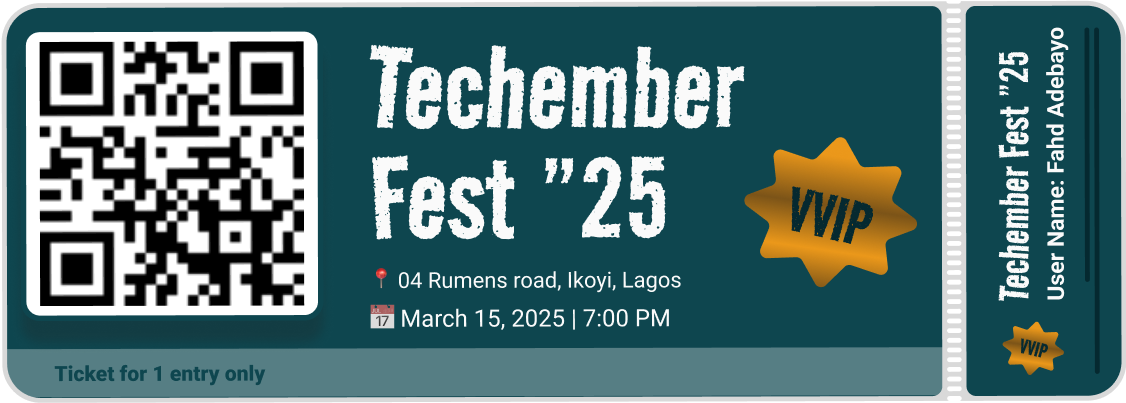 Techember
Fest ”25
VVIP
04 Rumens road, Ikoyi, Lagos
17
March 15, 2025 | 7:00 PM
Ticket for 1 entry only
Techember Fest ”25
User Name: Fahd Adebayo
VVIP